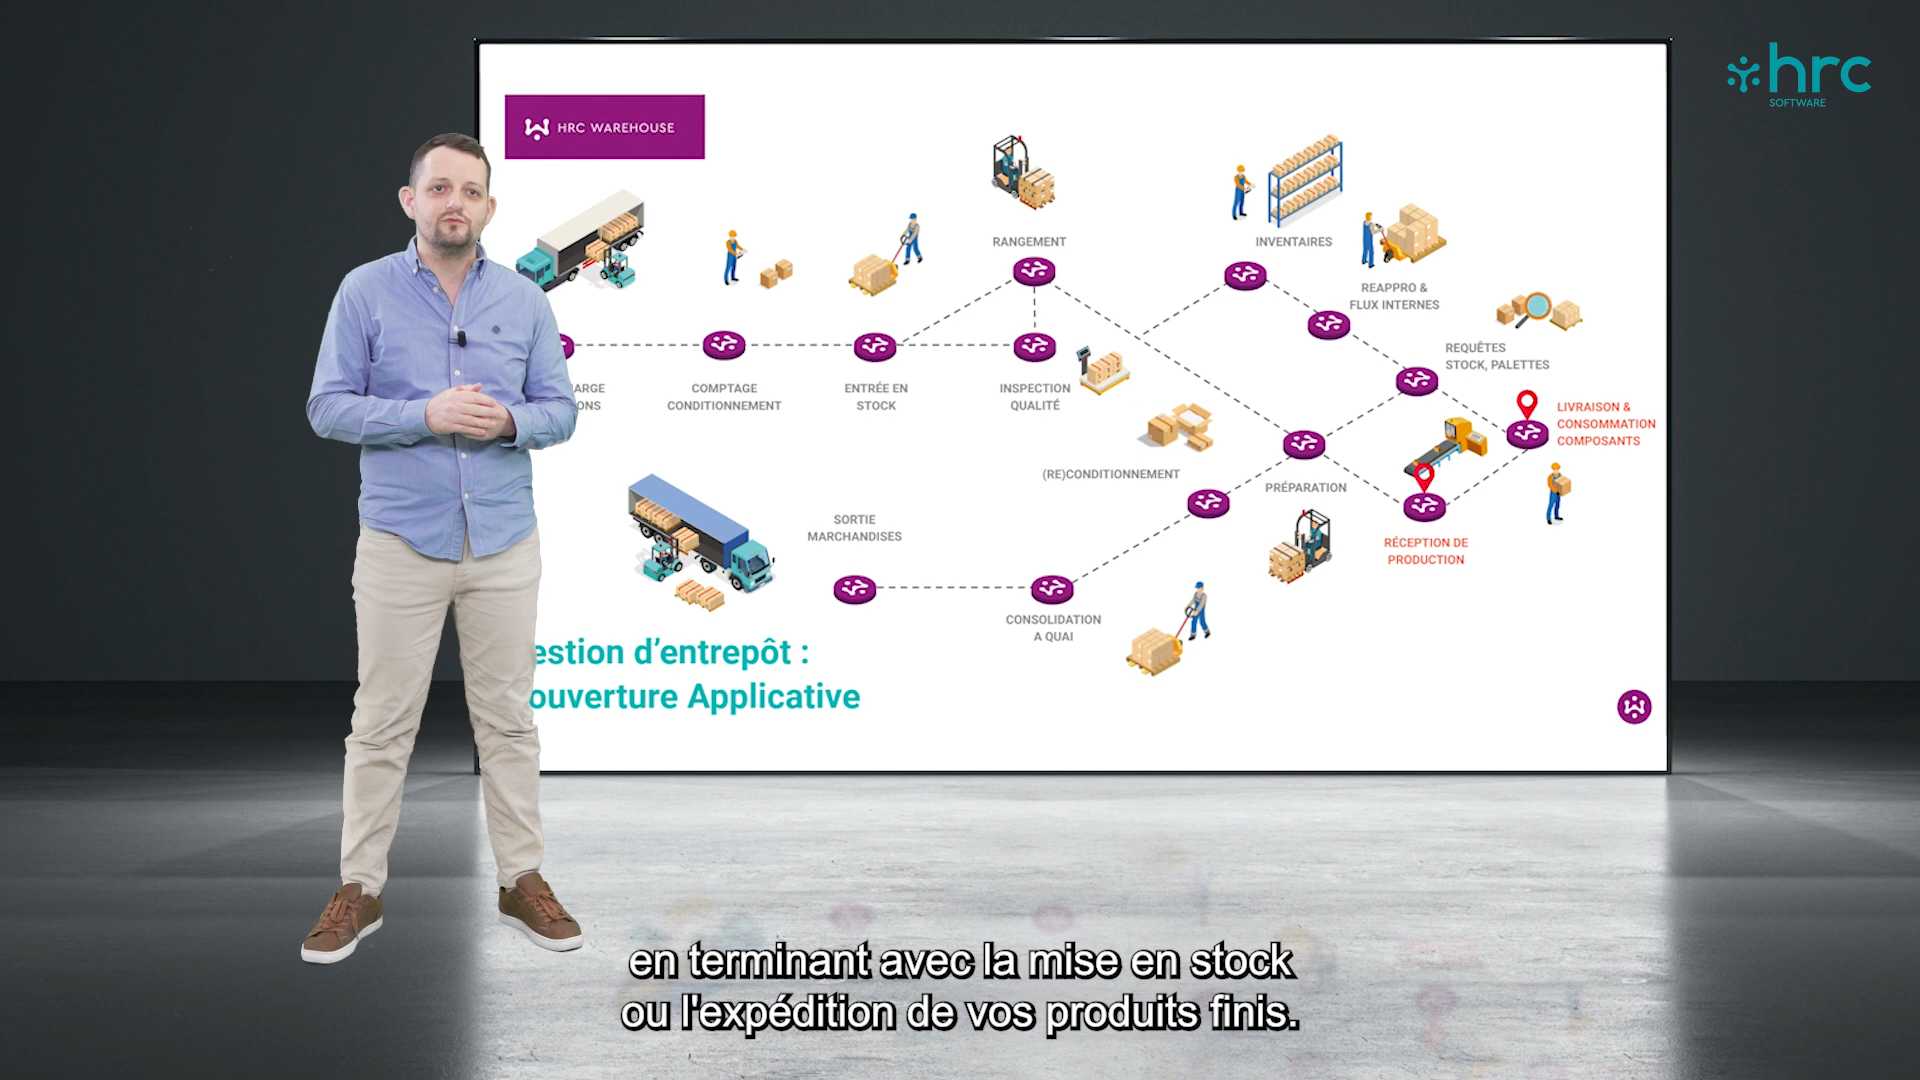 hrc
SOFTWARE
HRC WAREHOUSE
RANGEMENT
INVENTAIRES
REAPPRO &
FLUX INTERNES
REQUÊTES
STOCK, PALETTES
COMPTAGE
CONDITIONNEMENT
ENTRÉE EN
STOCK
INSPECTION
QUALITÉ
LIVRAISON &
CONSOMMATION
COMPOSANTS
(RE)CONDITIONNEMENT
PRÉPARATION
RÉCEPTION DE
PRODUCTION
SORTIE
MARCHANDISES
CONSOLIDATION
A QUAI
estion d'entrepôt :
ouverture Applicative
en terminant avec la mise en stock
ou l'expédition de vos produits finis.